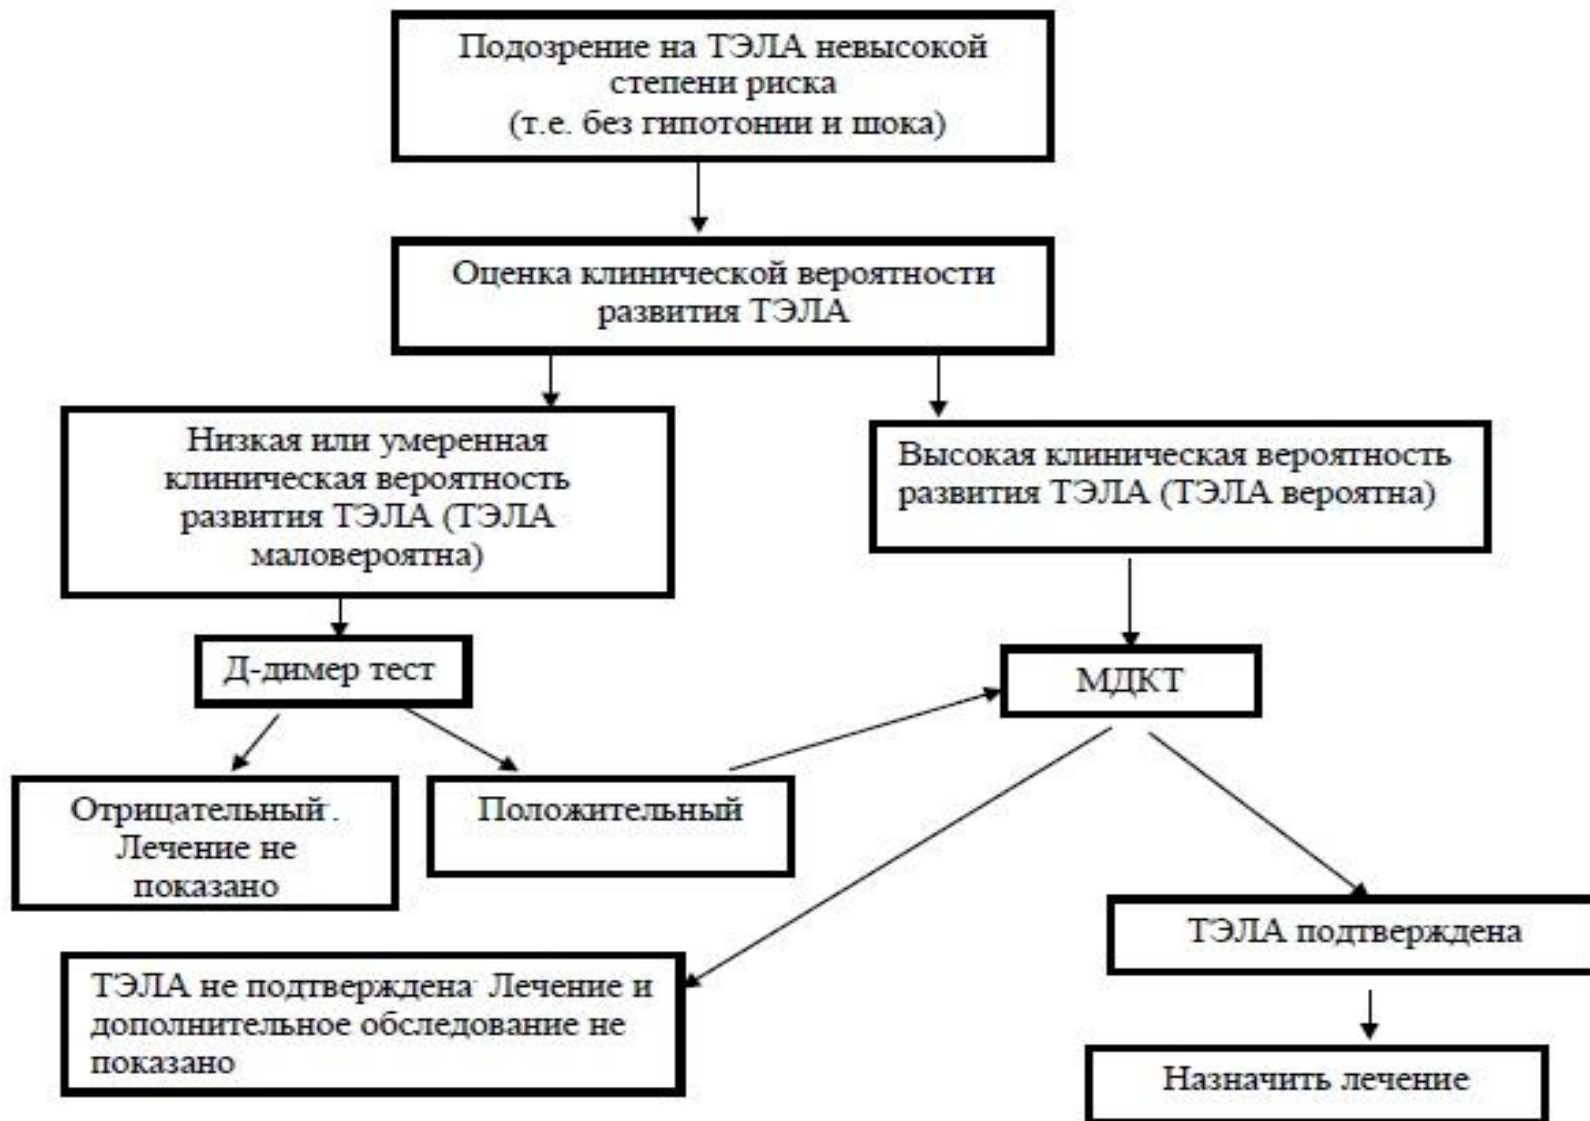 Подозрение на ТЭЛА невысокой
степени риска
(т.е. без гипотонии и шока)
Оценка клинической вероятности
развития ТЭЛА
Низкая или умеренная
клиническая вероятность
развития ТЭЛА (ТЭЛА
маловероятна)
Высокая клиническая вероятность
развития ТЭЛА (ТЭЛА вероятна)
Д-димер тест
МДКТ
Отрицательный.
Лечение не
показано
Положительный
ТЭЛА подтверждена
ТЭЛА не подтверждена. Лечение и
дополнительное обследование не
показано
Назначить лечение